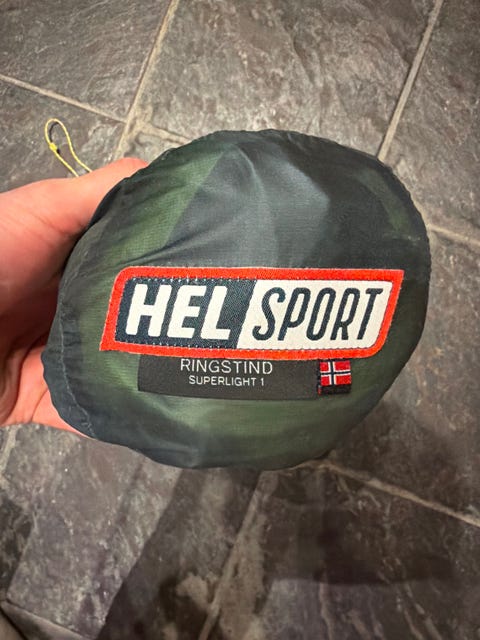 HEL SPORT
RINGSTIND
SUPERLIGHT 1